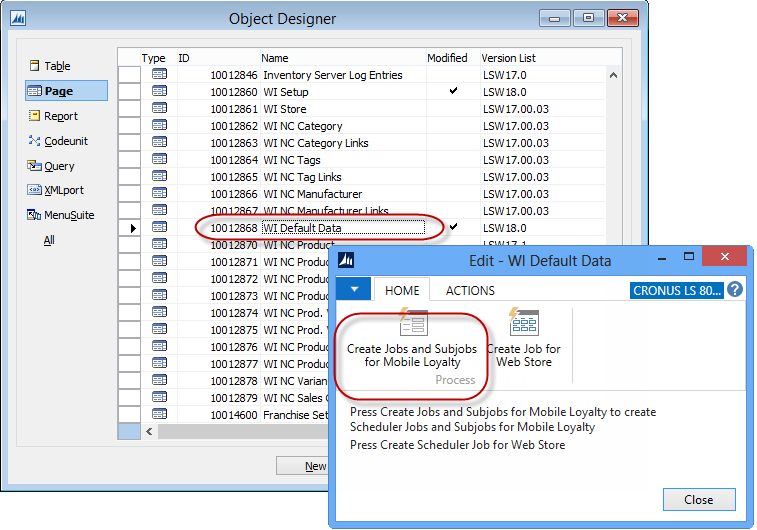 Object Designer
Type ID Name Modified Version List
Table
Page
Report
Codeunit
Query
XMLport
MenuSuite
All
10012846 Inventory Server Log Entries LSW17.0
10012860 WI Setup ✔ LSW18.0
10012861 WI Store LSW17.00.03
10012862 WI NC Category LSW17.00.03
10012863 WI NC Category Links LSW17.00.03
10012864 WI NC Tags LSW17.00.03
10012865 WI NC Tag Links LSW17.00.03
10012866 WI NC Manufacturer LSW17.00.03
10012867 WI NC Manufacturer Links LSW17.00.03
10012868 WI Default Data ✔ LSW18.0
10012870 WI NC Product LSW17.1
10012871 WI NC Produc
10012872 WI NC Produc
10012873 WI NC Produc
10012874 WI NC Prod. V
10012875 WI NC Prod. V
10012876 WI NC Produc
10012877 WI NC Produc
10012878 WI NC Varian
10012879 WI NC Sales C
10014600 Franchise Set
New
Edit - WI Default Data
HOME ACTIONS CRONUS LS 80... ?
Create Jobs and Subjobs
for Mobile Loyalty
Create Job for
Web Store
Process
Press Create Jobs and Subjobs for Mobile Loyalty to create
Scheduler Jobs and Subjobs for Mobile Loyalty
Press Create Scheduler Job for Web Store
Close